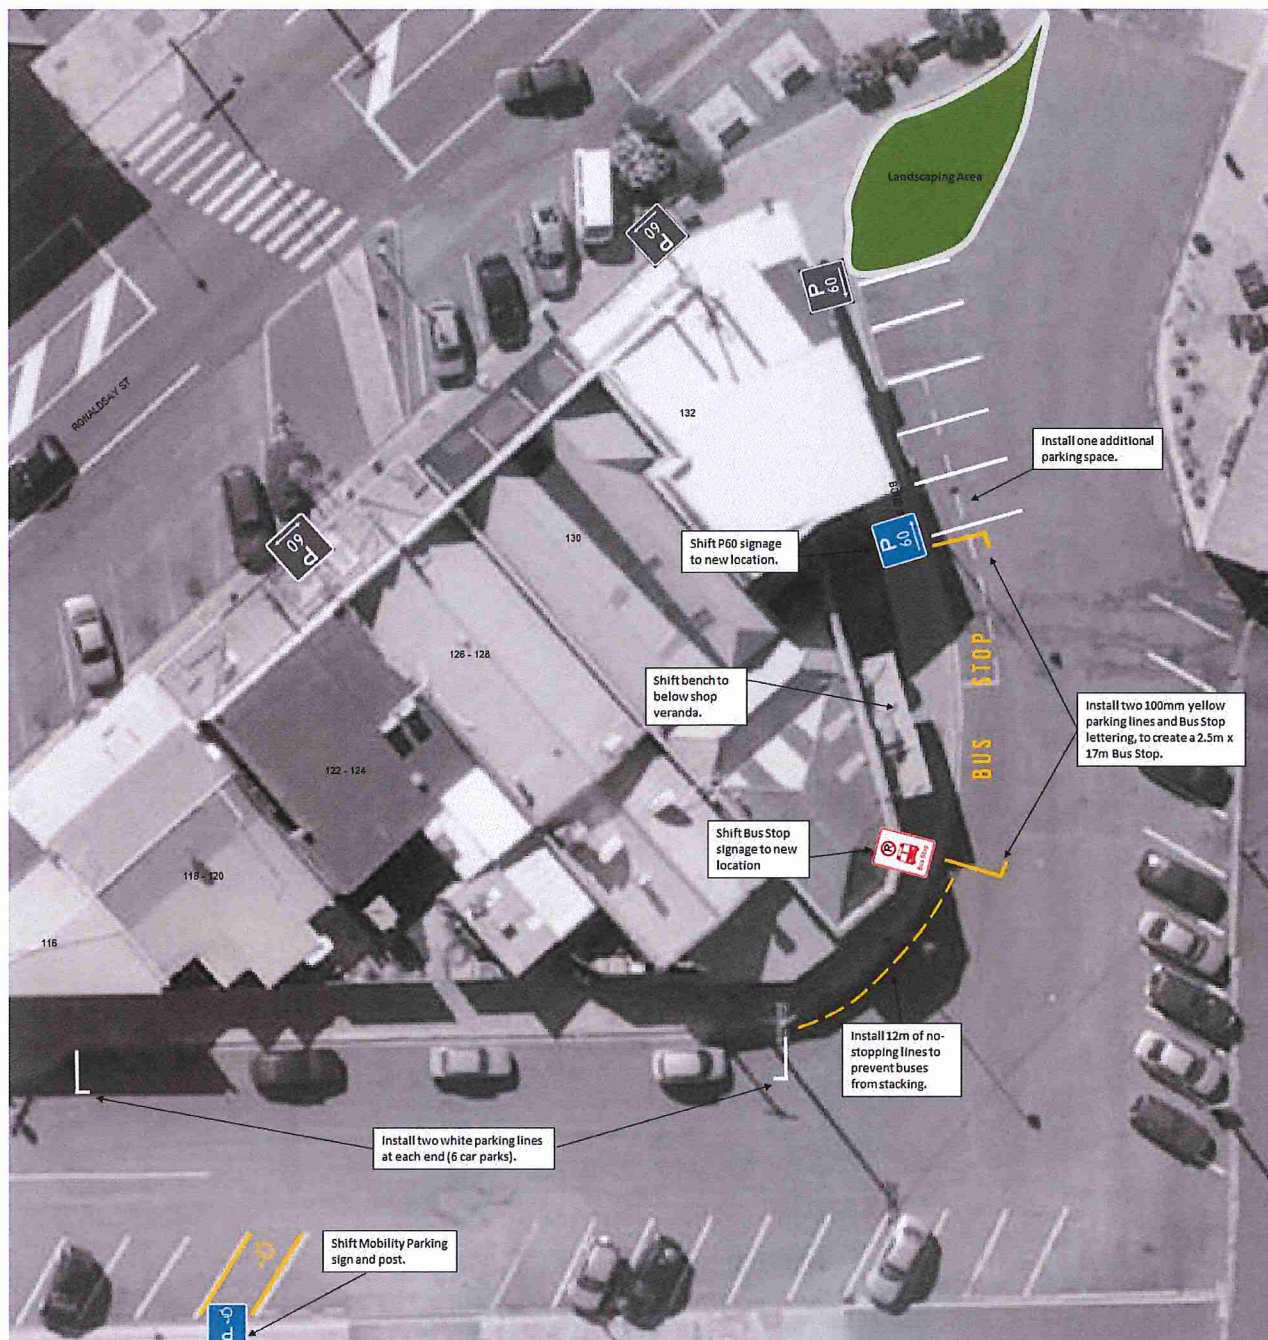 Landscaping Area
P
60
P
60
RONALDSAY ST
132
Install one additional
parking space.
P
60
Shift P60 signage
to new location.
P
60
130
STOP
126 - 128
Shift bench to
below shop
veranda.
Install two 100mm yellow
parking lines and Bus Stop
lettering, to create a 2.5m x
17m Bus Stop.
BUS
122 - 124
Shift Bus Stop
signage to new
location
P
Bus Stop
118 - 120
116
Install 12m of no-
stopping lines to
prevent buses
from stacking.
Install two white parking lines
at each end (6 car parks).
Shift Mobility Parking
sign and post.
P